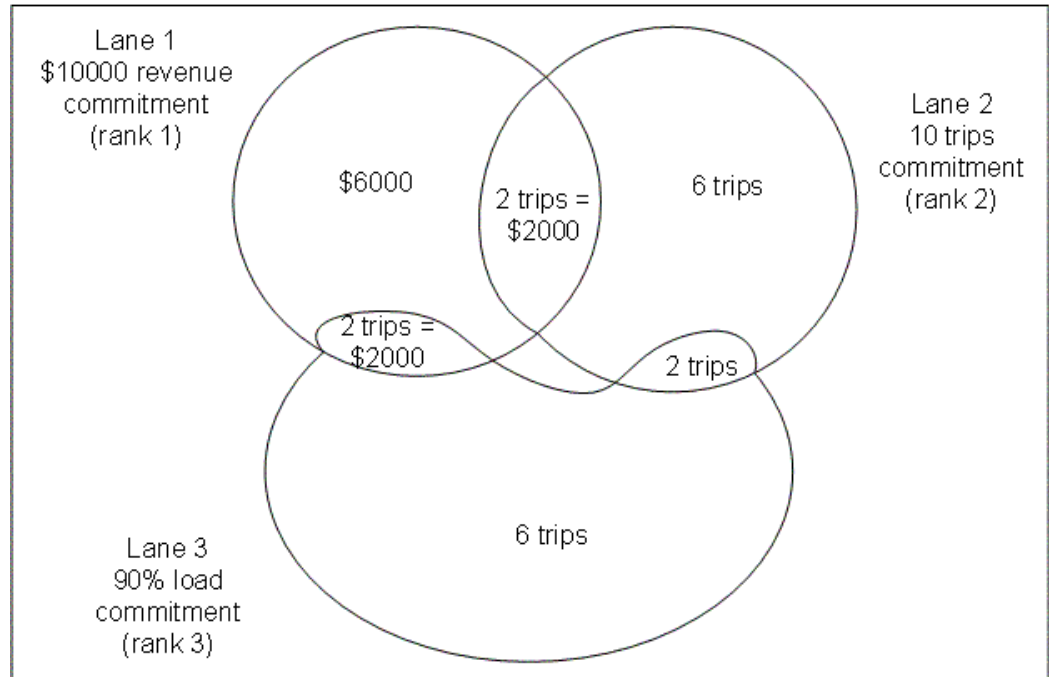 Lane 1
$10000 revenue
commitment
(rank 1)
Lane 2
10 trips
commitment
(rank 2)
$6000
2 trips =
$2000
6 trips
2 trips =
$2000
2 trips
6 trips
Lane 3
90% load
commitment
(rank 3)